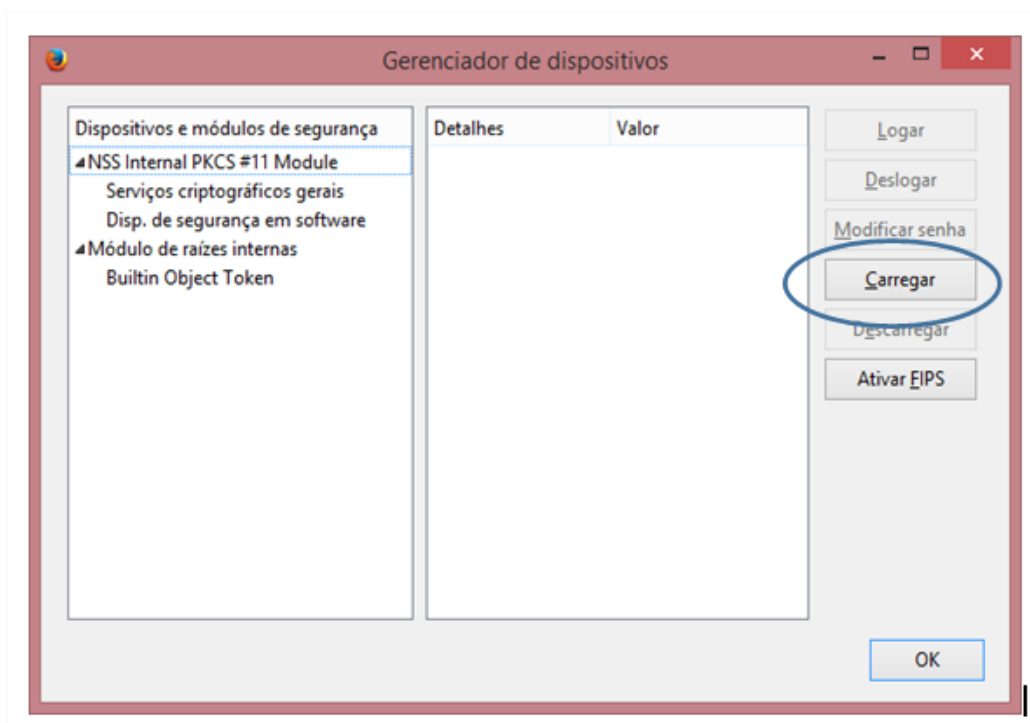 Gerenciador de dispositivos
Dispositivos e módulos de segurança
NSS Internal PKCS #11 Module
Serviços criptográficos gerais
Disp. de segurança em software
Módulo de raízes internas
Builtin Object Token
Detalhes Valor
Logar
Deslogar
Modificar senha
Carregar
Descarregar
Ativar FIPS
OK